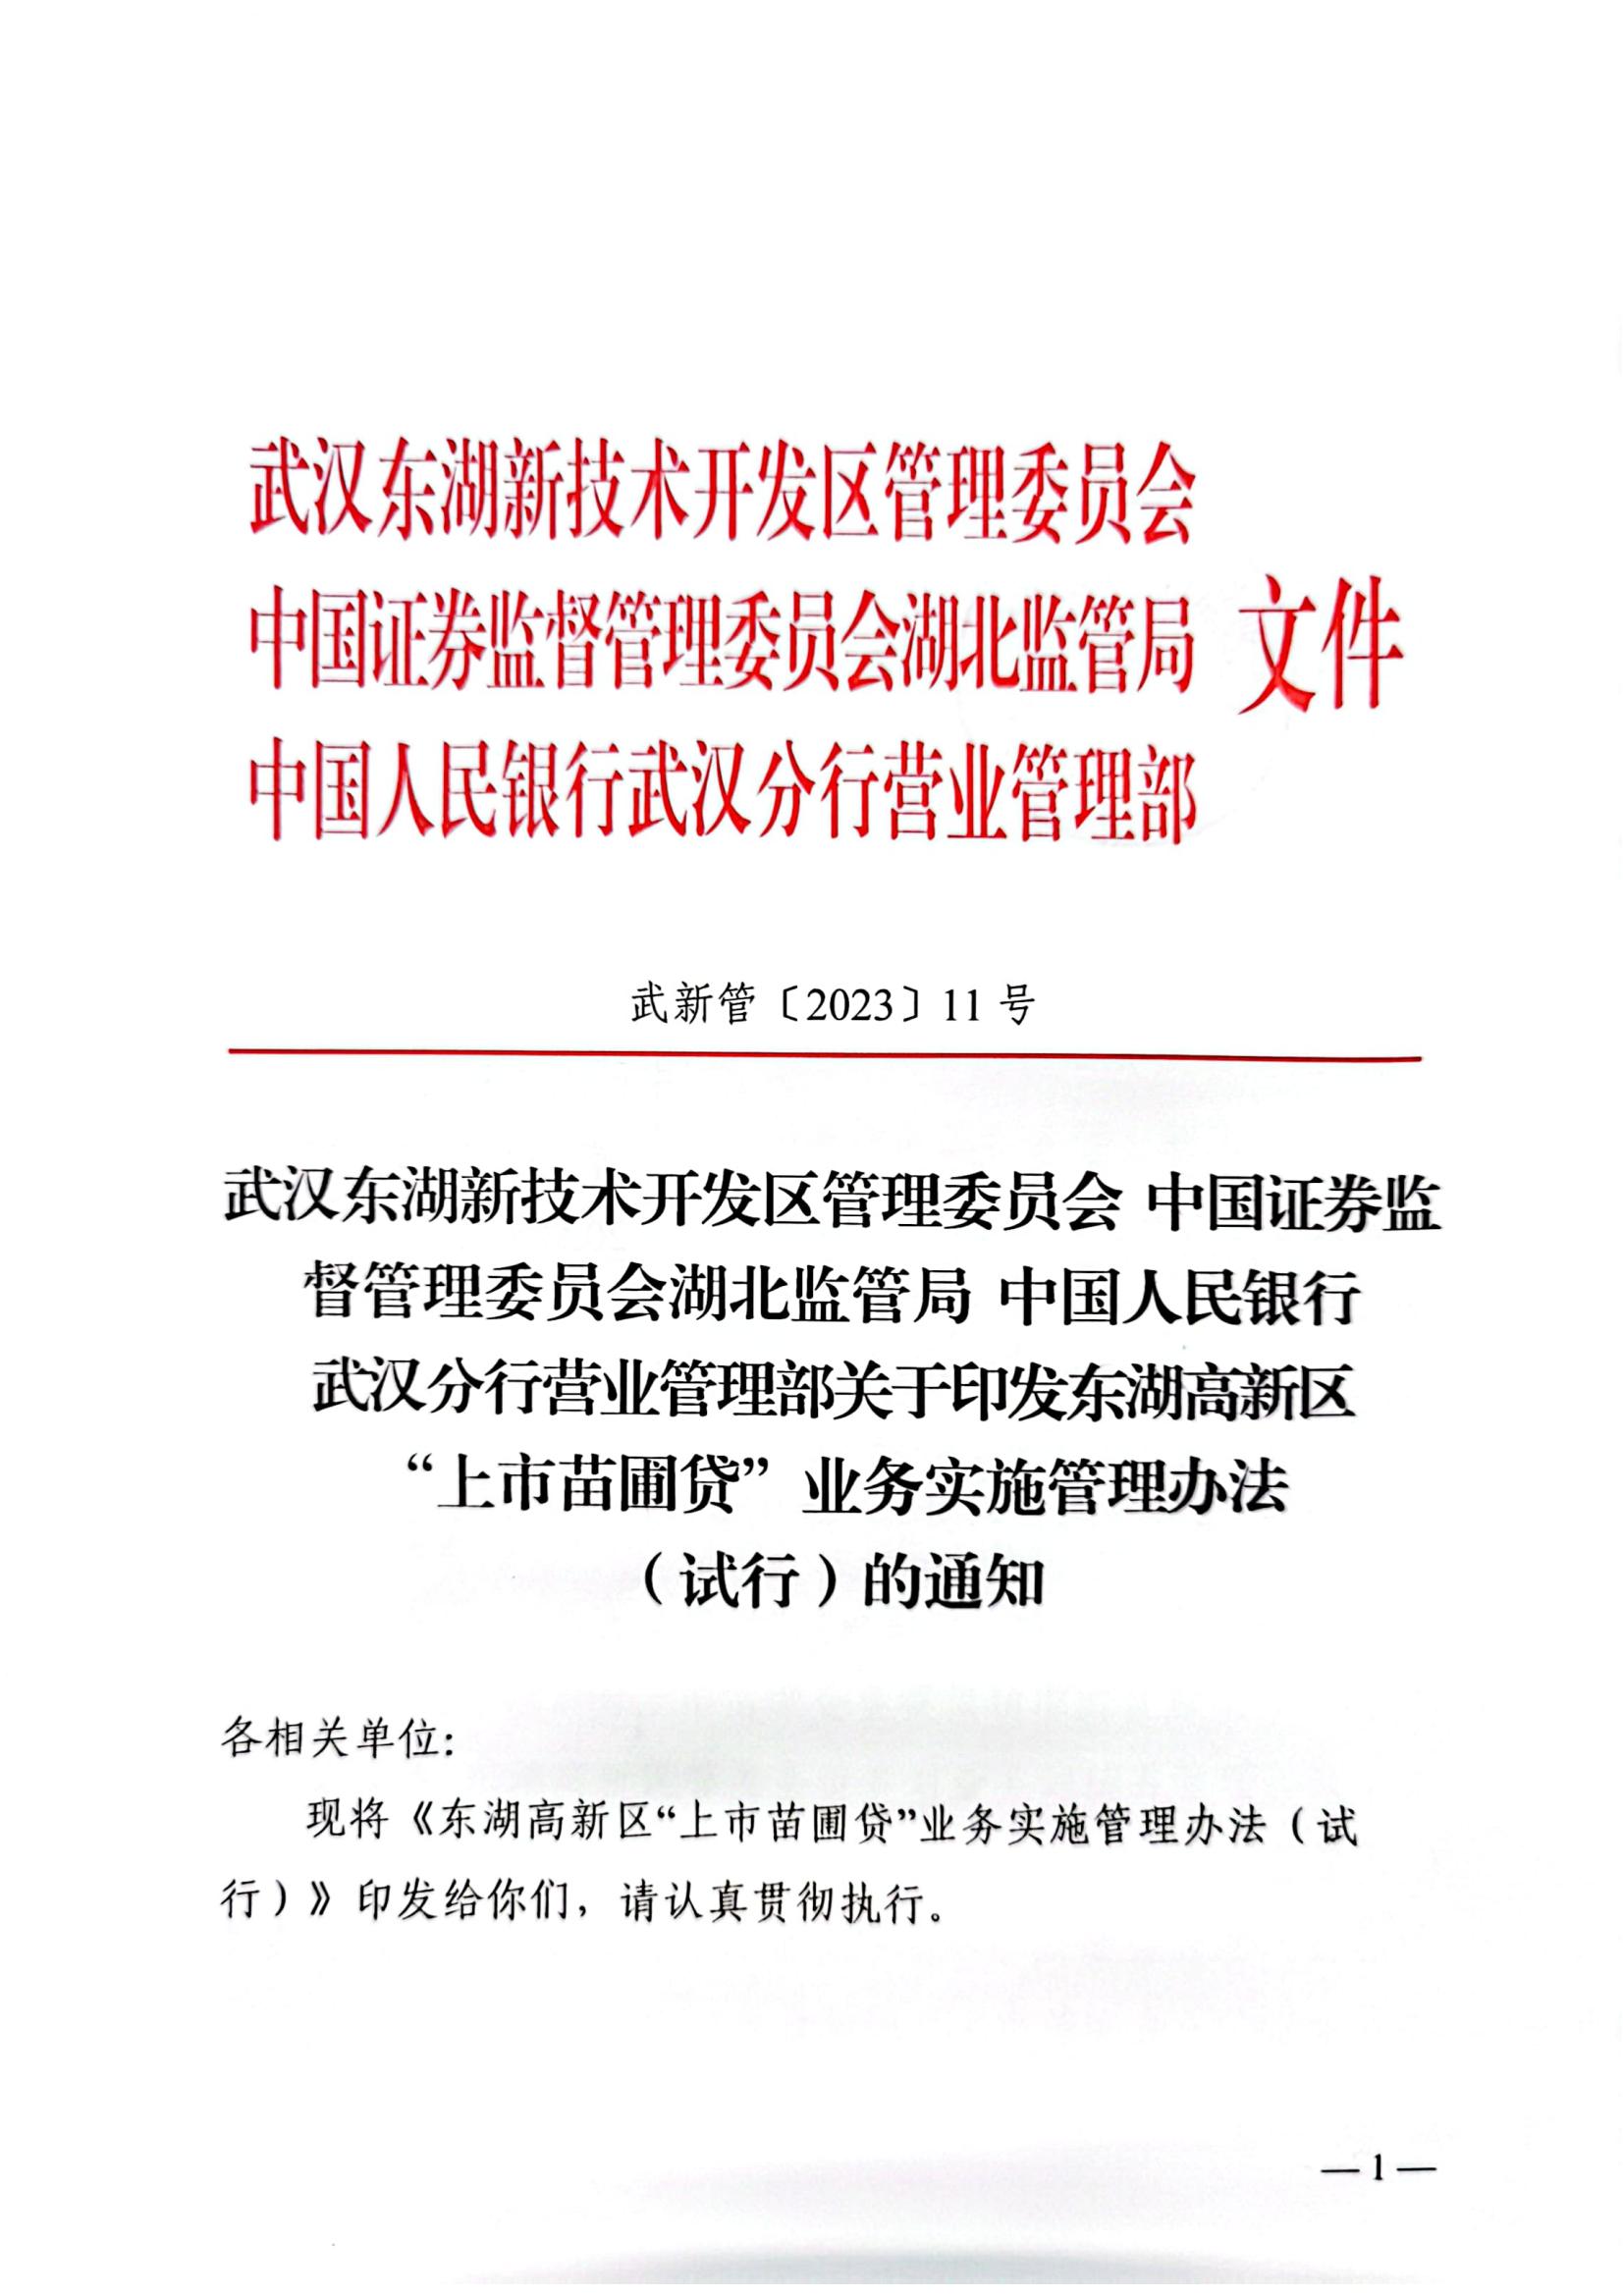 武汉东湖新技术开发区管理委员会
中国证券监督管理委员会湖北监管局 文件
中国人民银行武汉分行营业管理部
武新管〔2023〕11 号
武汉东湖新技术开发区管理委员会 中国证券监
督管理委员会湖北监管局 中国人民银行
武汉分行营业管理部关于印发东湖高新区
“上市苗圃贷”业务实施管理办法
（试行）的通知
各相关单位：
现将《东湖高新区“上市苗圃贷”业务实施管理办法（试
行）》印发给你们，请认真贯彻执行。
— 1 —